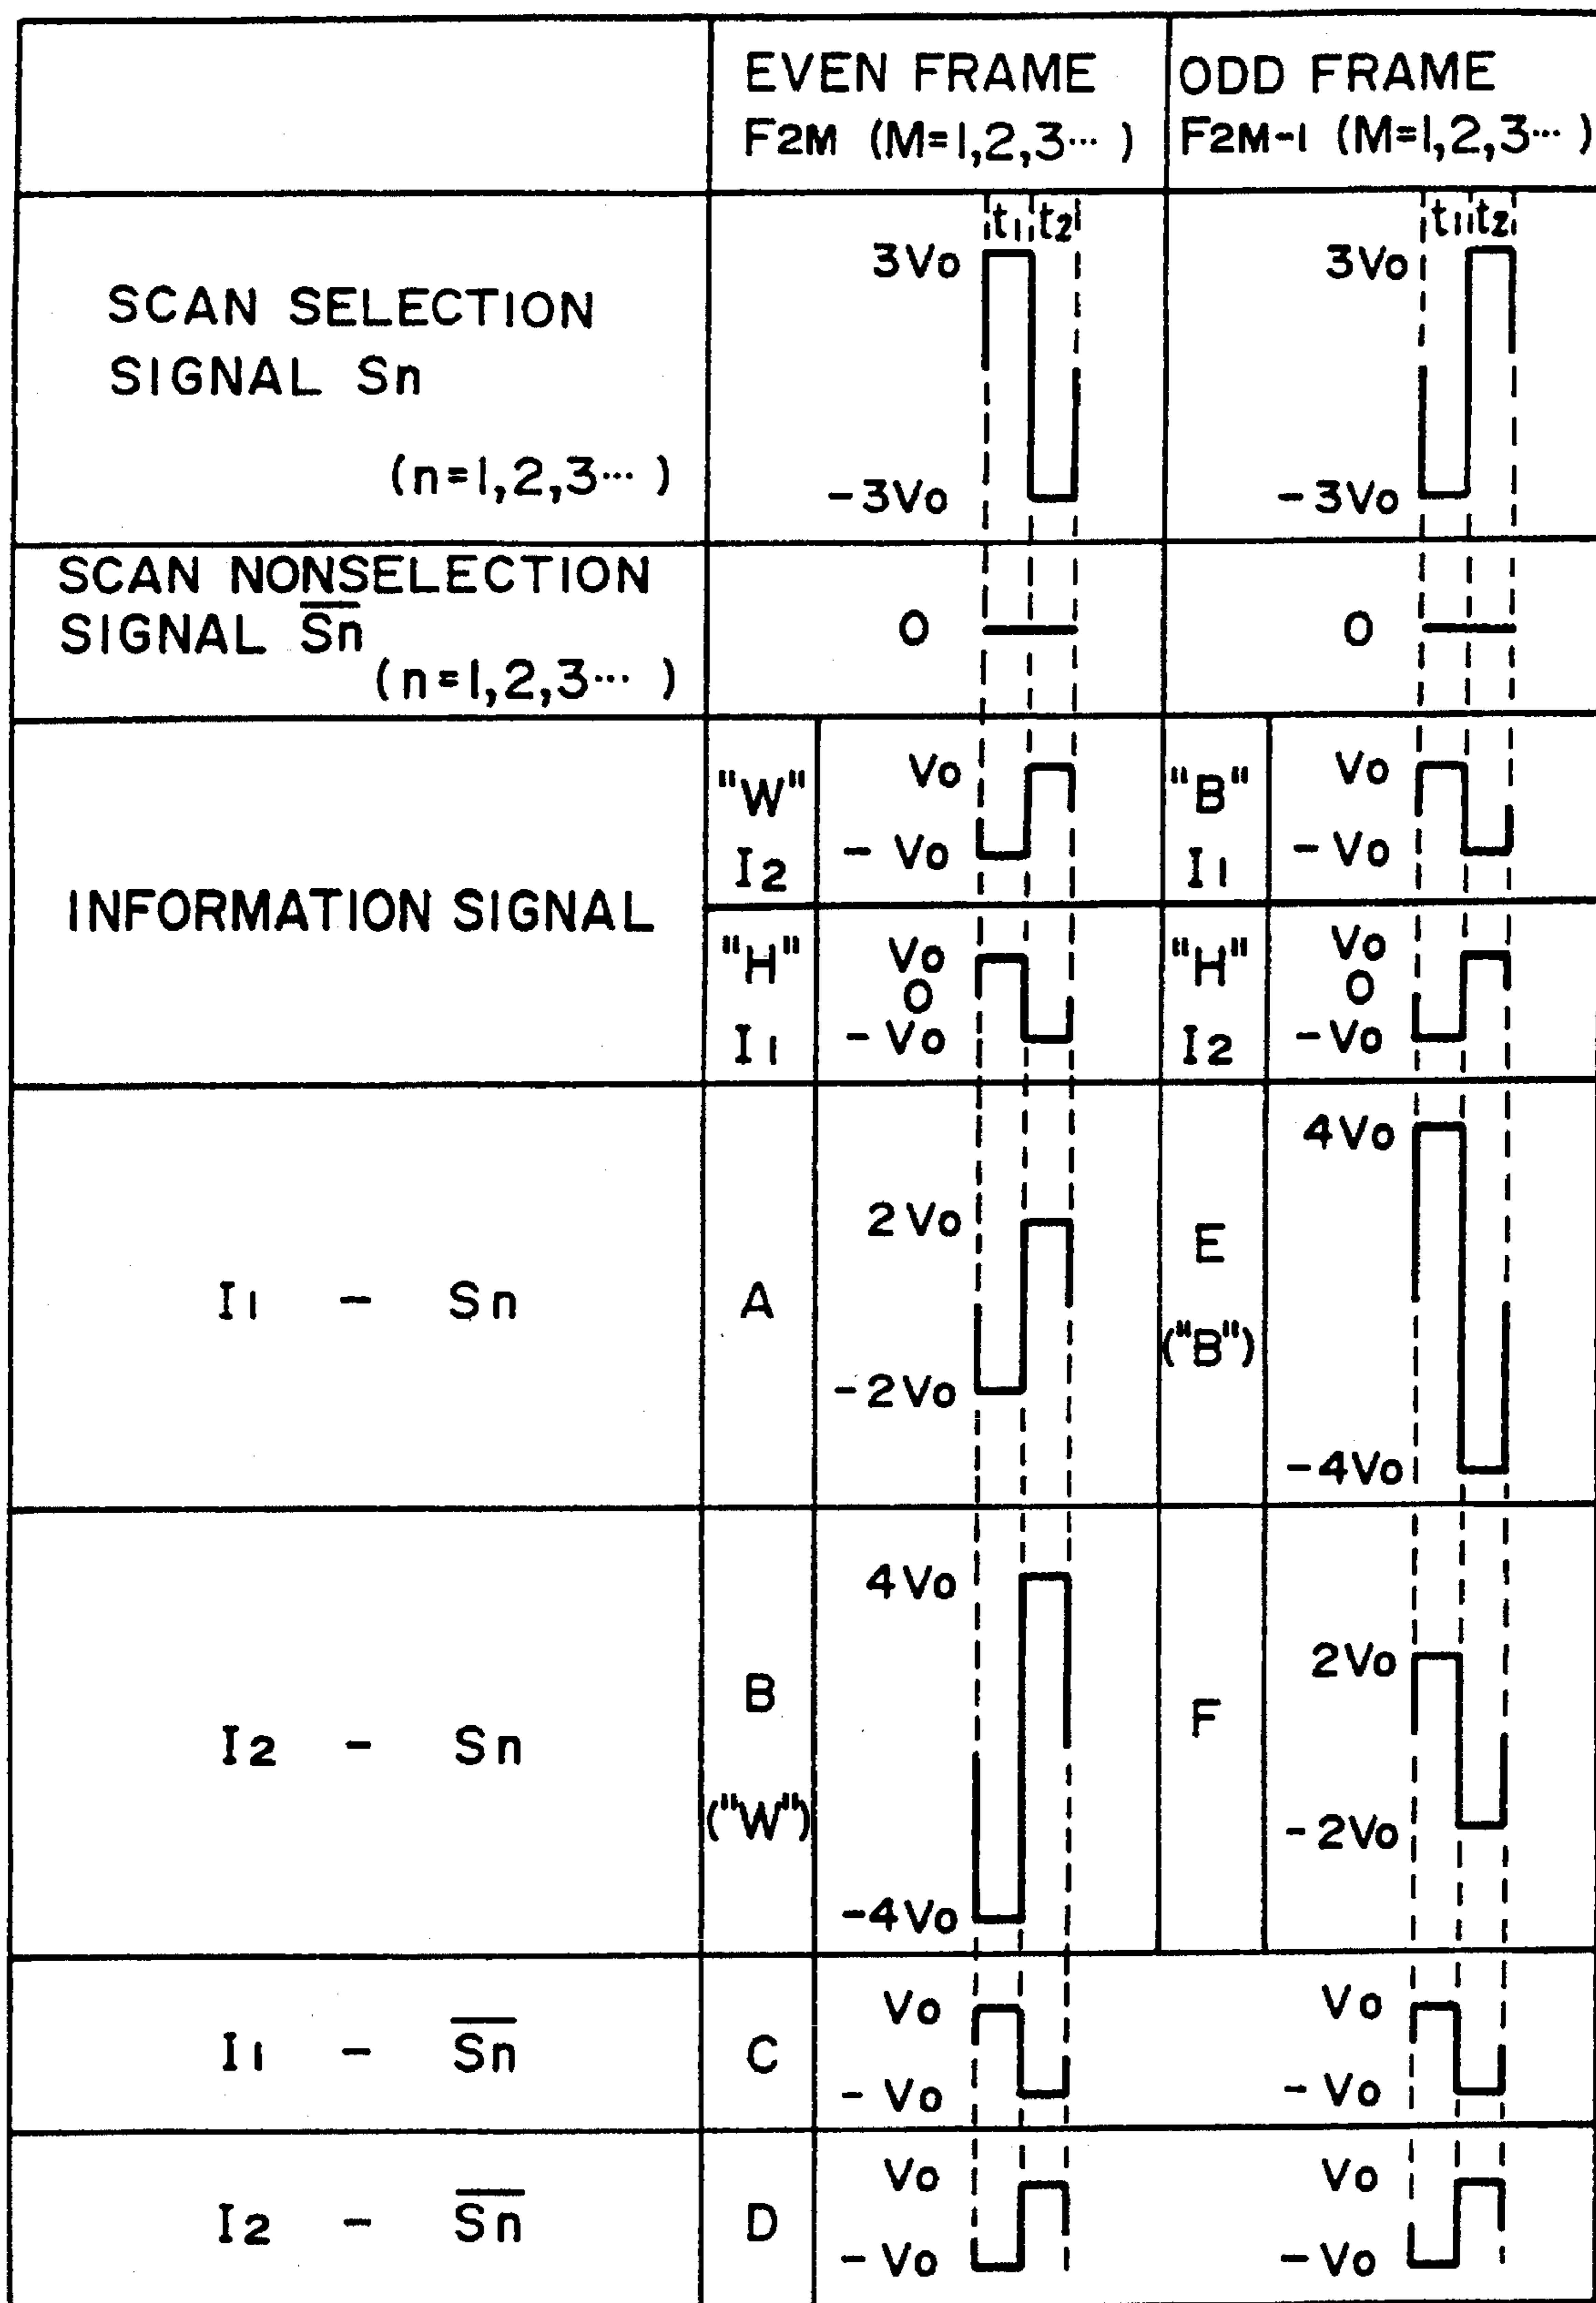 EVEN FRAME
F2M (M=1,2,3··· )
ODD FRAME
F2M-1 (M=1,2,3··· )
SCAN SELECTION
SIGNAL Sn
(n=1,2,3··· )
t1 t2
3Vo
-3Vo
t1 t2
3Vo
-3Vo
SCAN NONSELECTION
SIGNAL S̅n̅
(n=1,2,3··· )
0
0
INFORMATION SIGNAL
"W"
I2
Vo
- Vo
"B"
I1
Vo
- Vo
"H"
I1
Vo
0
- Vo
"H"
I2
Vo
0
-Vo
I1 - Sn
A
2Vo
-2Vo
E
("B")
4Vo
-4Vo
I2 - Sn
B
("W")
4Vo
-4Vo
F
2Vo
-2Vo
I1 - S̅n̅
C
Vo
- Vo
Vo
- Vo
I2 - S̅n̅
D
Vo
- Vo
Vo
- Vo